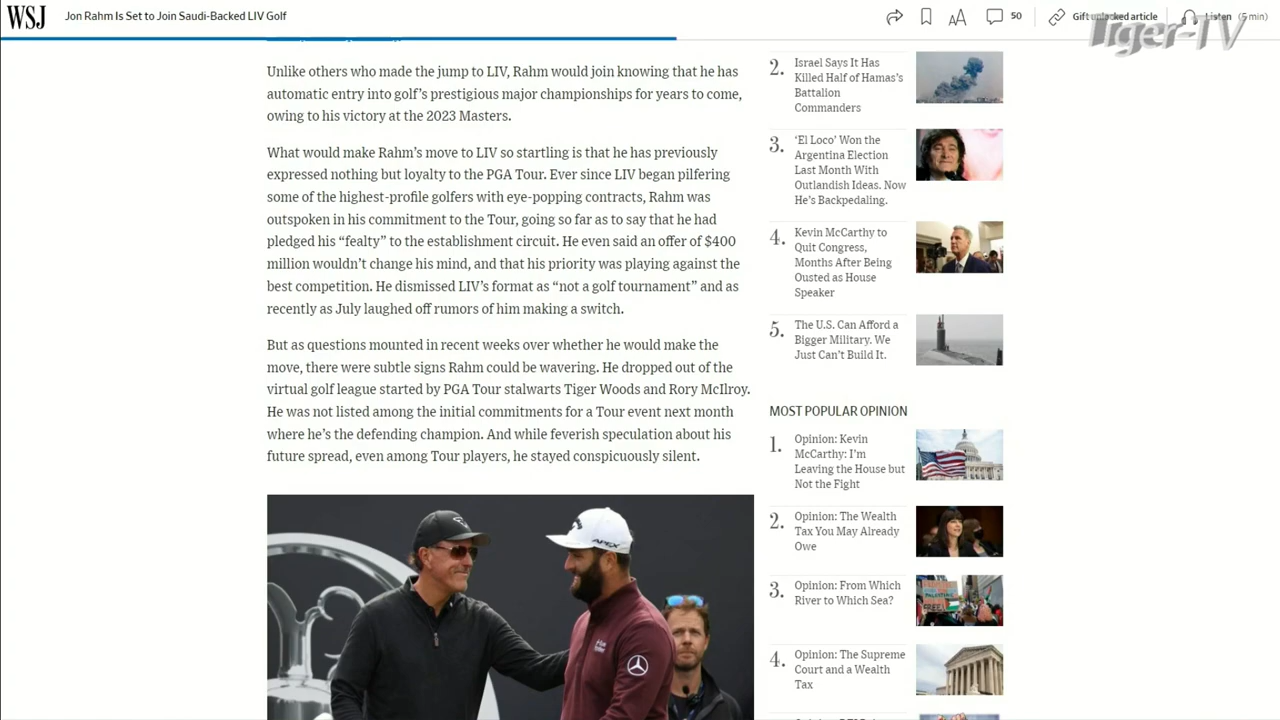 WSJ
Jon Rahm Is Set to Join Saudi-Backed LIV Golf
50
Gift unlocked article
Listen (5 min)
Tiger-TV
Unlike others who made the jump to LIV, Rahm would join knowing that he has
automatic entry into golf’s prestigious major championships for years to come,
owing to his victory at the 2023 Masters.
What would make Rahm’s move to LIV so startling is that he has previously
expressed nothing but loyalty to the PGA Tour. Ever since LIV began pilfering
some of the highest-profile golfers with eye-popping contracts, Rahm was
outspoken in his commitment to the Tour, going so far as to say that he had
pledged his “fealty” to the establishment circuit. He even said an offer of $400
million wouldn’t change his mind, and that his priority was playing against the
best competition. He dismissed LIV’s format as “not a golf tournament” and as
recently as July laughed off rumors of him making a switch.
But as questions mounted in recent weeks over whether he would make the
move, there were subtle signs Rahm could be wavering. He dropped out of the
virtual golf league started by PGA Tour stalwarts Tiger Woods and Rory McIlroy.
He was not listed among the initial commitments for a Tour event next month
where he’s the defending champion. And while feverish speculation about his
future spread, even among Tour players, he stayed conspicuously silent.
APEX
2.
Israel Says It Has
Killed Half of Hamas’s
Battalion
Commanders
3.
‘El Loco’ Won the
Argentina Election
Last Month With
Outlandish Ideas. Now
He’s Backpedaling.
4.
Kevin McCarthy to
Quit Congress,
Months After Being
Ousted as House
Speaker
5.
The U.S. Can Afford a
Bigger Military. We
Just Can’t Build It.
MOST POPULAR OPINION
1.
Opinion: Kevin
McCarthy: I’m
Leaving the House but
Not the Fight
2.
Opinion: The Wealth
Tax You May Already
Owe
3.
Opinion: From Which
River to Which Sea?
4.
Opinion: The Supreme
Court and a Wealth
Tax